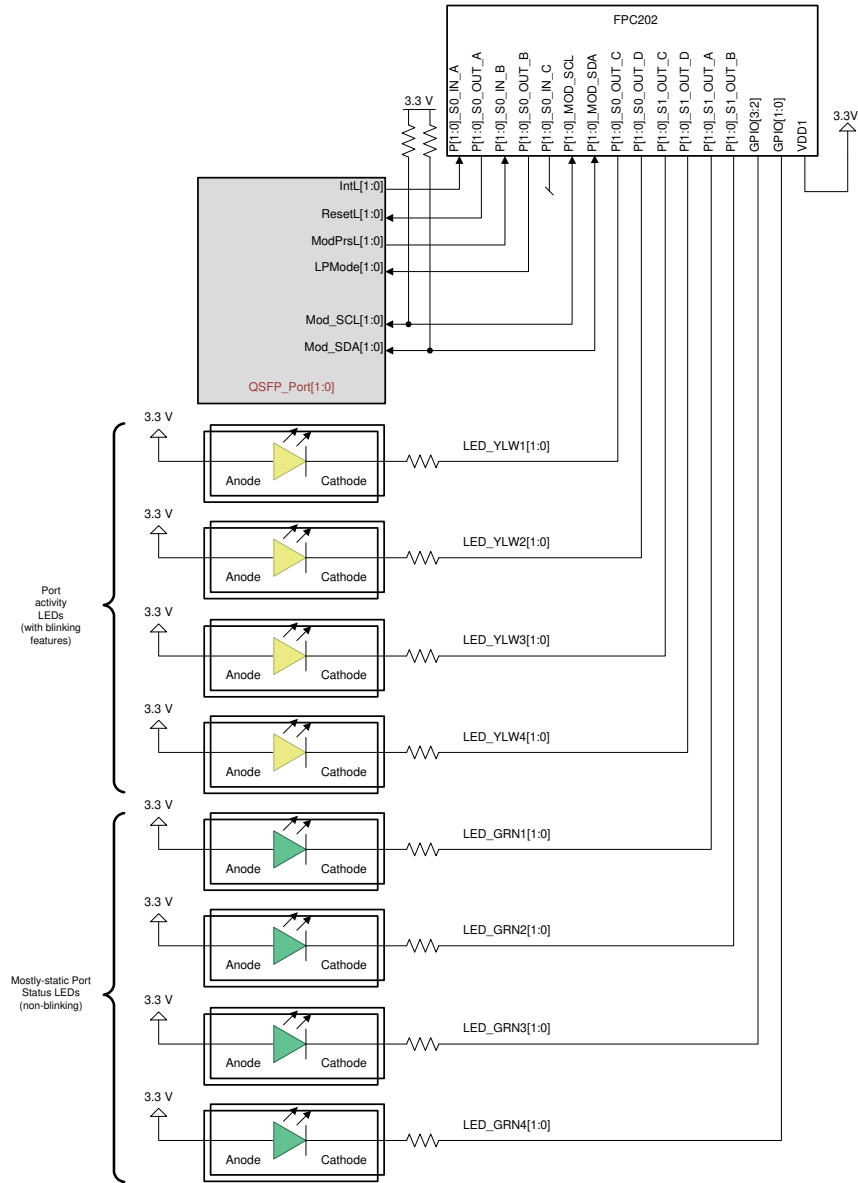 FPC202
P[1:0]_S0_IN_A
P[1:0]_S0_OUT_A
P[1:0]_S0_IN_B
P[1:0]_S0_OUT_B
P[1:0]_S0_IN_C
P[1:0]_MOD_SCL
P[1:0]_MOD_SDA
P[1:0]_S0_OUT_C
P[1:0]_S0_OUT_D
P[1:0]_S1_OUT_C
P[1:0]_S1_OUT_D
P[1:0]_S1_OUT_A
P[1:0]_S1_OUT_B
GPIO[3:2]
GPIO[1:0]
VDD1
3.3 V
3.3V
IntL[1:0]
ResetL[1:0]
ModPrsL[1:0]
LPMode[1:0]
Mod_SCL[1:0]
Mod_SDA[1:0]
QSFP_Port[1:0]
3.3 V
Anode Cathode
LED_YLW1[1:0]
3.3 V
Anode Cathode
LED_YLW2[1:0]
Port
activity
LEDs
(with blinking
features)
3.3 V
Anode Cathode
LED_YLW3[1:0]
3.3 V
Anode Cathode
LED_YLW4[1:0]
3.3 V
Anode Cathode
LED_GRN1[1:0]
3.3 V
Anode Cathode
LED_GRN2[1:0]
Mostly-static Port
Status LEDs
(non-blinking)
3.3 V
Anode Cathode
LED_GRN3[1:0]
3.3 V
Anode Cathode
LED_GRN4[1:0]